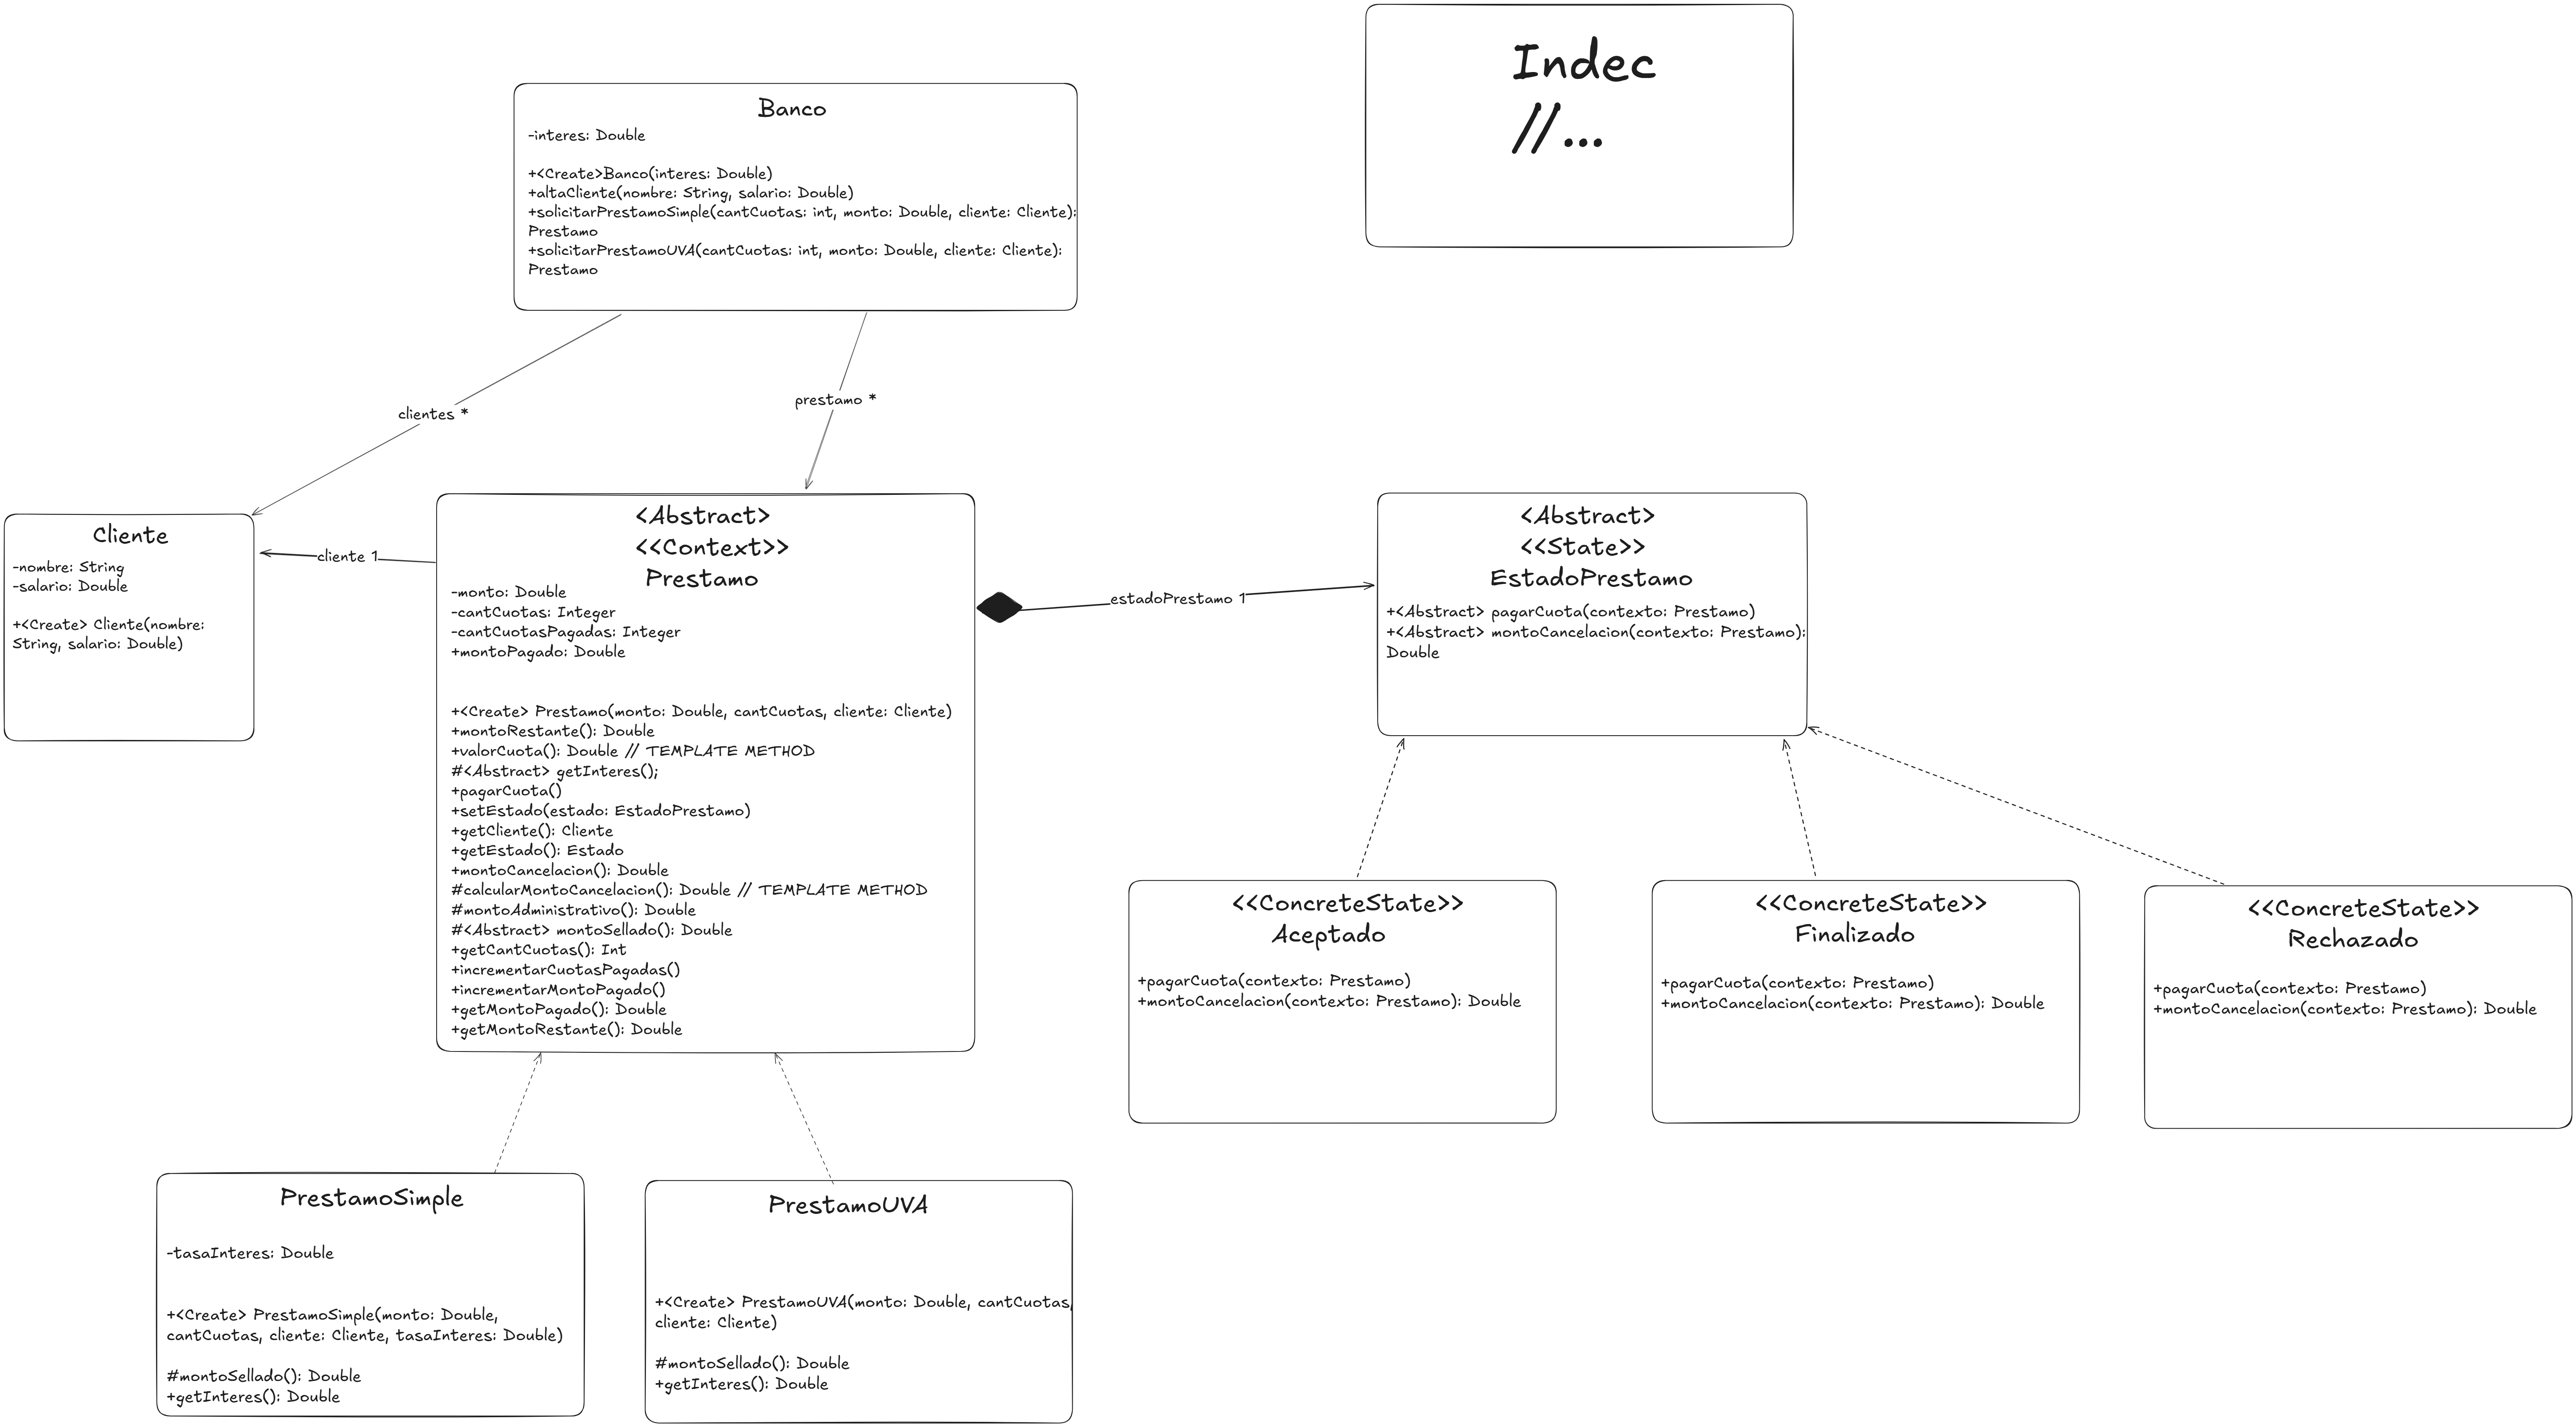 Indec
//...
Banco
-interes: Double
+<Create>Banco(interes: Double)
+altaCliente(nombre: String, salario: Double)
+solicitarPrestamoSimple(cantCuotas: int, monto: Double, cliente: Cliente):
Prestamo
+solicitarPrestamoUVA(cantCuotas: int, monto: Double, cliente: Cliente):
Prestamo
clientes *
prestamo *
Cliente
-nombre: String
-salario: Double
+<Create> Cliente(nombre:
String, salario: Double)
cliente 1
<Abstract>
<<Context>>
Prestamo
-monto: Double
-cantCuotas: Integer
-cantCuotasPagadas: Integer
+montoPagado: Double
+<Create> Prestamo(monto: Double, cantCuotas, cliente: Cliente)
+montoRestante(): Double
+valorCuota(): Double // TEMPLATE METHOD
#<Abstract> getInteres();
+pagarCuota()
+setEstado(estado: EstadoPrestamo)
+getCliente(): Cliente
+getEstado(): Estado
+montoCancelacion(): Double
#calcularMontoCancelacion(): Double // TEMPLATE METHOD
#montoAdministrativo(): Double
#<Abstract> montoSellado(): Double
+getCantCuotas(): Int
+incrementarCuotasPagadas()
+incrementarMontoPagado()
+getMontoPagado(): Double
+getMontoRestante(): Double
estadoPrestamo 1
<Abstract>
<<State>>
EstadoPrestamo
+<Abstract> pagarCuota(contexto: Prestamo)
+<Abstract> montoCancelacion(contexto: Prestamo):
Double
<<ConcreteState>>
Aceptado
+pagarCuota(contexto: Prestamo)
+montoCancelacion(contexto: Prestamo): Double
<<ConcreteState>>
Finalizado
+pagarCuota(contexto: Prestamo)
+montoCancelacion(contexto: Prestamo): Double
<<ConcreteState>>
Rechazado
+pagarCuota(contexto: Prestamo)
+montoCancelacion(contexto: Prestamo): Double
PrestamoSimple
-tasaInteres: Double
+<Create> PrestamoSimple(monto: Double,
cantCuotas, cliente: Cliente, tasaInteres: Double)
#montoSellado(): Double
+getInteres(): Double
PrestamoUVA
+<Create> PrestamoUVA(monto: Double, cantCuotas,
cliente: Cliente)
#montoSellado(): Double
+getInteres(): Double